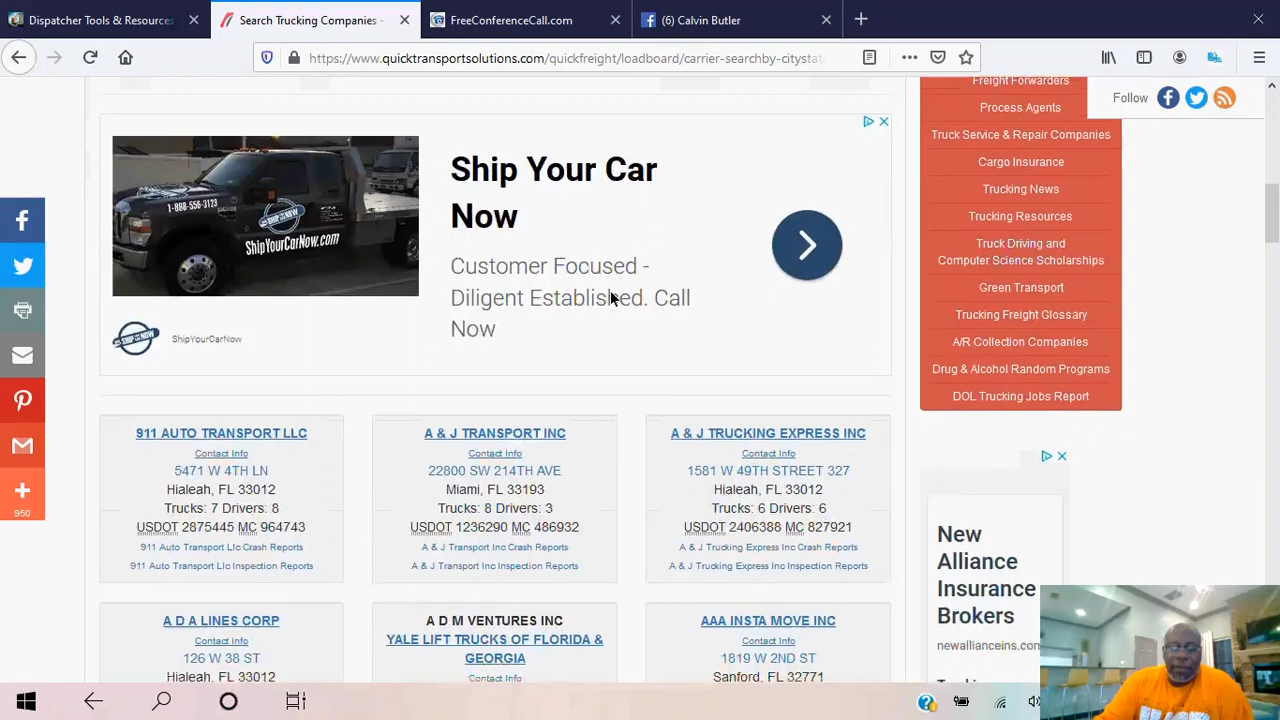 Dispatcher Tools & Resources
Search Trucking Companies -
FreeConferenceCall.com
(6) Calvin Butler
https://www.quicktransportsolutions.com/quickfreight/loadboard/carrier-searchby-citystat
Follow
Freight Forwarders
Process Agents
Truck Service & Repair Companies
Cargo Insurance
Trucking News
Trucking Resources
Truck Driving and
Computer Science Scholarships
Green Transport
Trucking Freight Glossary
A/R Collection Companies
Drug & Alcohol Random Programs
DOL Trucking Jobs Report
1-888-556-3123
ShipYourCarNow.com
Ship Your Car
Now
Customer Focused -
Diligent Established. Call
Now
ShipYourCarNow
950
911 AUTO TRANSPORT LLC
Contact Info
5471 W 4TH LN
Hialeah, FL 33012
Trucks: 7 Drivers: 8
USDOT 2875445 MC 964743
911 Auto Transport Llc Crash Reports
911 Auto Transport Llc Inspection Reports
A & J TRANSPORT INC
Contact Info
22800 SW 214TH AVE
Miami, FL 33193
Trucks: 8 Drivers: 3
USDOT 1236290 MC 486932
A & J Transport Inc Crash Reports
A & J Transport Inc Inspection Reports
A & J TRUCKING EXPRESS INC
Contact Info
1581 W 49TH STREET 327
Hialeah, FL 33012
Trucks: 6 Drivers: 6
USDOT 2406388 MC 827921
A & J Trucking Express Inc Crash Reports
A & J Trucking Express Inc Inspection Reports
A D A LINES CORP
Contact Info
126 W 38 ST
Hialeah, FL 33012
A D M VENTURES INC
YALE LIFT TRUCKS OF FLORIDA &
GEORGIA
Contact Info
AAA INSTA MOVE INC
Contact Info
1819 W 2ND ST
Sanford, FL 32771
New
Alliance
Insurance
Brokers
newallianceins.com